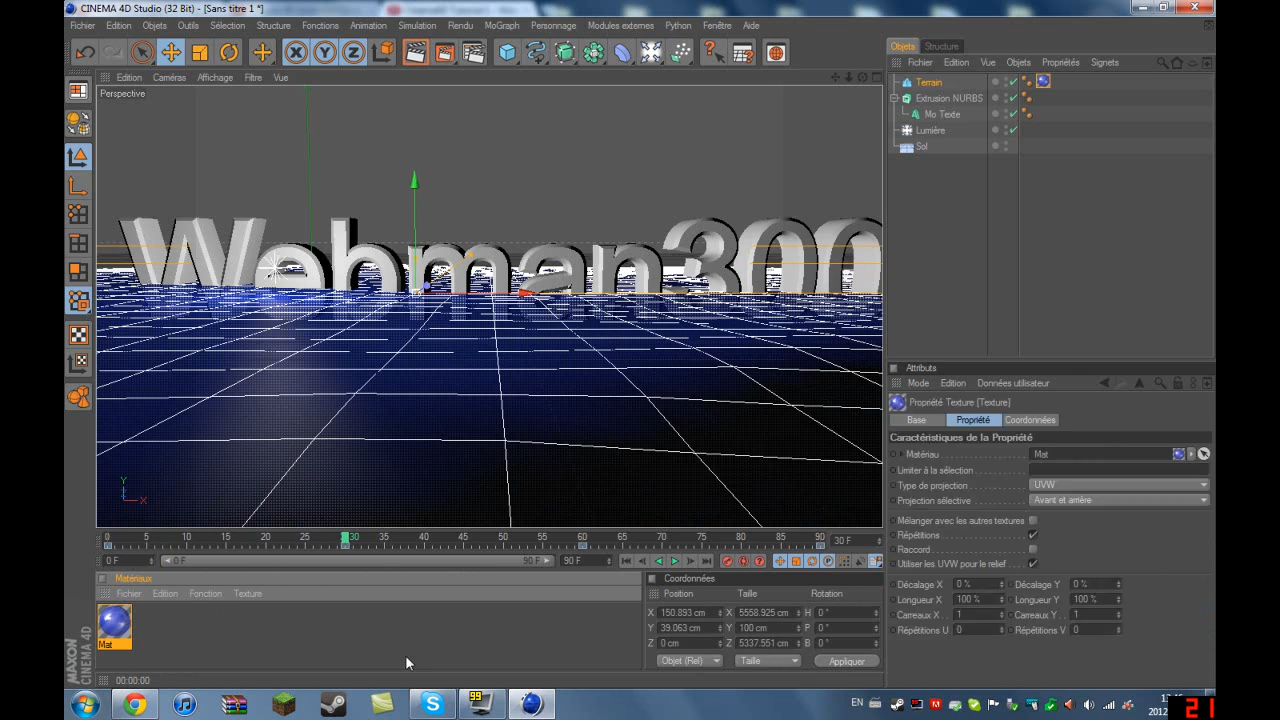 CINEMA 4D Studio (32 Bit) - [Sans titre 1 *]
Fichier Edition Objets Outils Sélection Structure Fonctions Animation Rendu MoGraph Personnage Modules externes Python Fenêtre Aide
Edition Caméras Affichage Filtre Vue
Perspective
Webman.300
Y
X
Objets Structure
Fichier Edition Vue Objets Propriétés Signets
Terrain
Extrusion NURBS
Mo Texte
Lumière
Sol
Attributs
Mode Edition Données utilisateur
Propriété Texture [Texture]
Base Propriété Coordonnées
Caractéristiques de la Propriété
Matériau Mat
Limiter à la sélection
Type de projection UVW
Projection sélective Avant et arrière
Mélanger avec les autres textures
Répétitions
Raccord
Utiliser les UVW pour le relief
Décalage X 0 % Décalage Y 0 %
Longueur X 100 % Longueur Y 100 %
Carreaux X 1 Carreaux Y 1
Répétitions U 0 Répétitions V 0
0 5 10 15 20 25 30 35 40 45 50 55 60 65 70 75 80 85 90 30 F
0 F 0 F 90 F 90 F
Matériaux
Fichier Edition Fonction Texture
Mat
Coordonnées
Position Taille Rotation
X 150.893 cm X 5558.925 cm H 0 °
Y 39.063 cm Y 100 cm P 0 °
Z 0 cm Z 5337.551 cm B 0 °
Objet (Rel) Taille Appliquer
MAXON
CINEMA 4D
00:00:00
99
EN
21